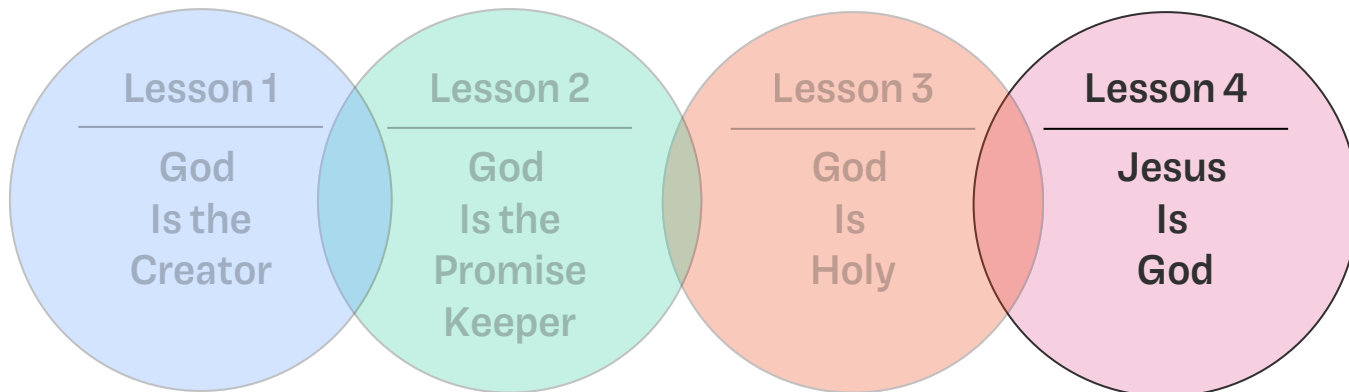 Lesson 1
God
Is the
Creator
Lesson 2
God
Is the
Promise
Keeper
Lesson 3
God
Is
Holy
Lesson 4
Jesus
Is
God